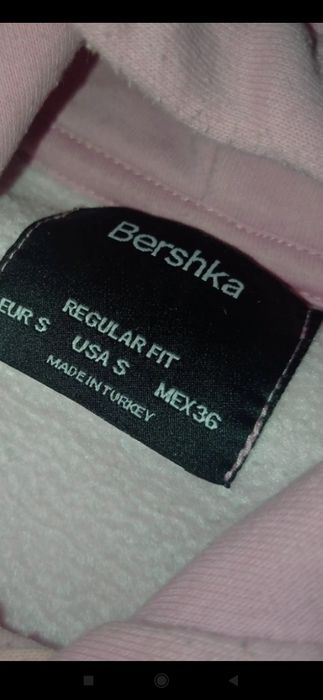 Bershka
REGULAR FIT
EUR S USA S MEX36
MADE IN TURKEY